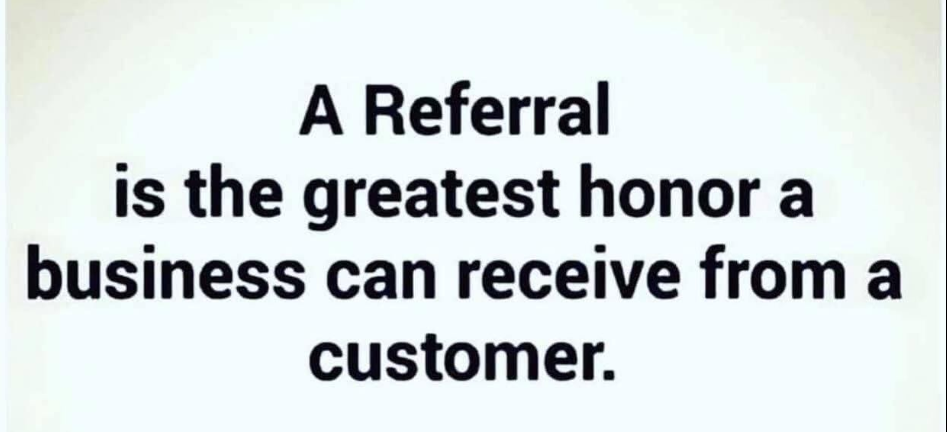 A Referral
is the greatest honor a
business can receive from a
customer.